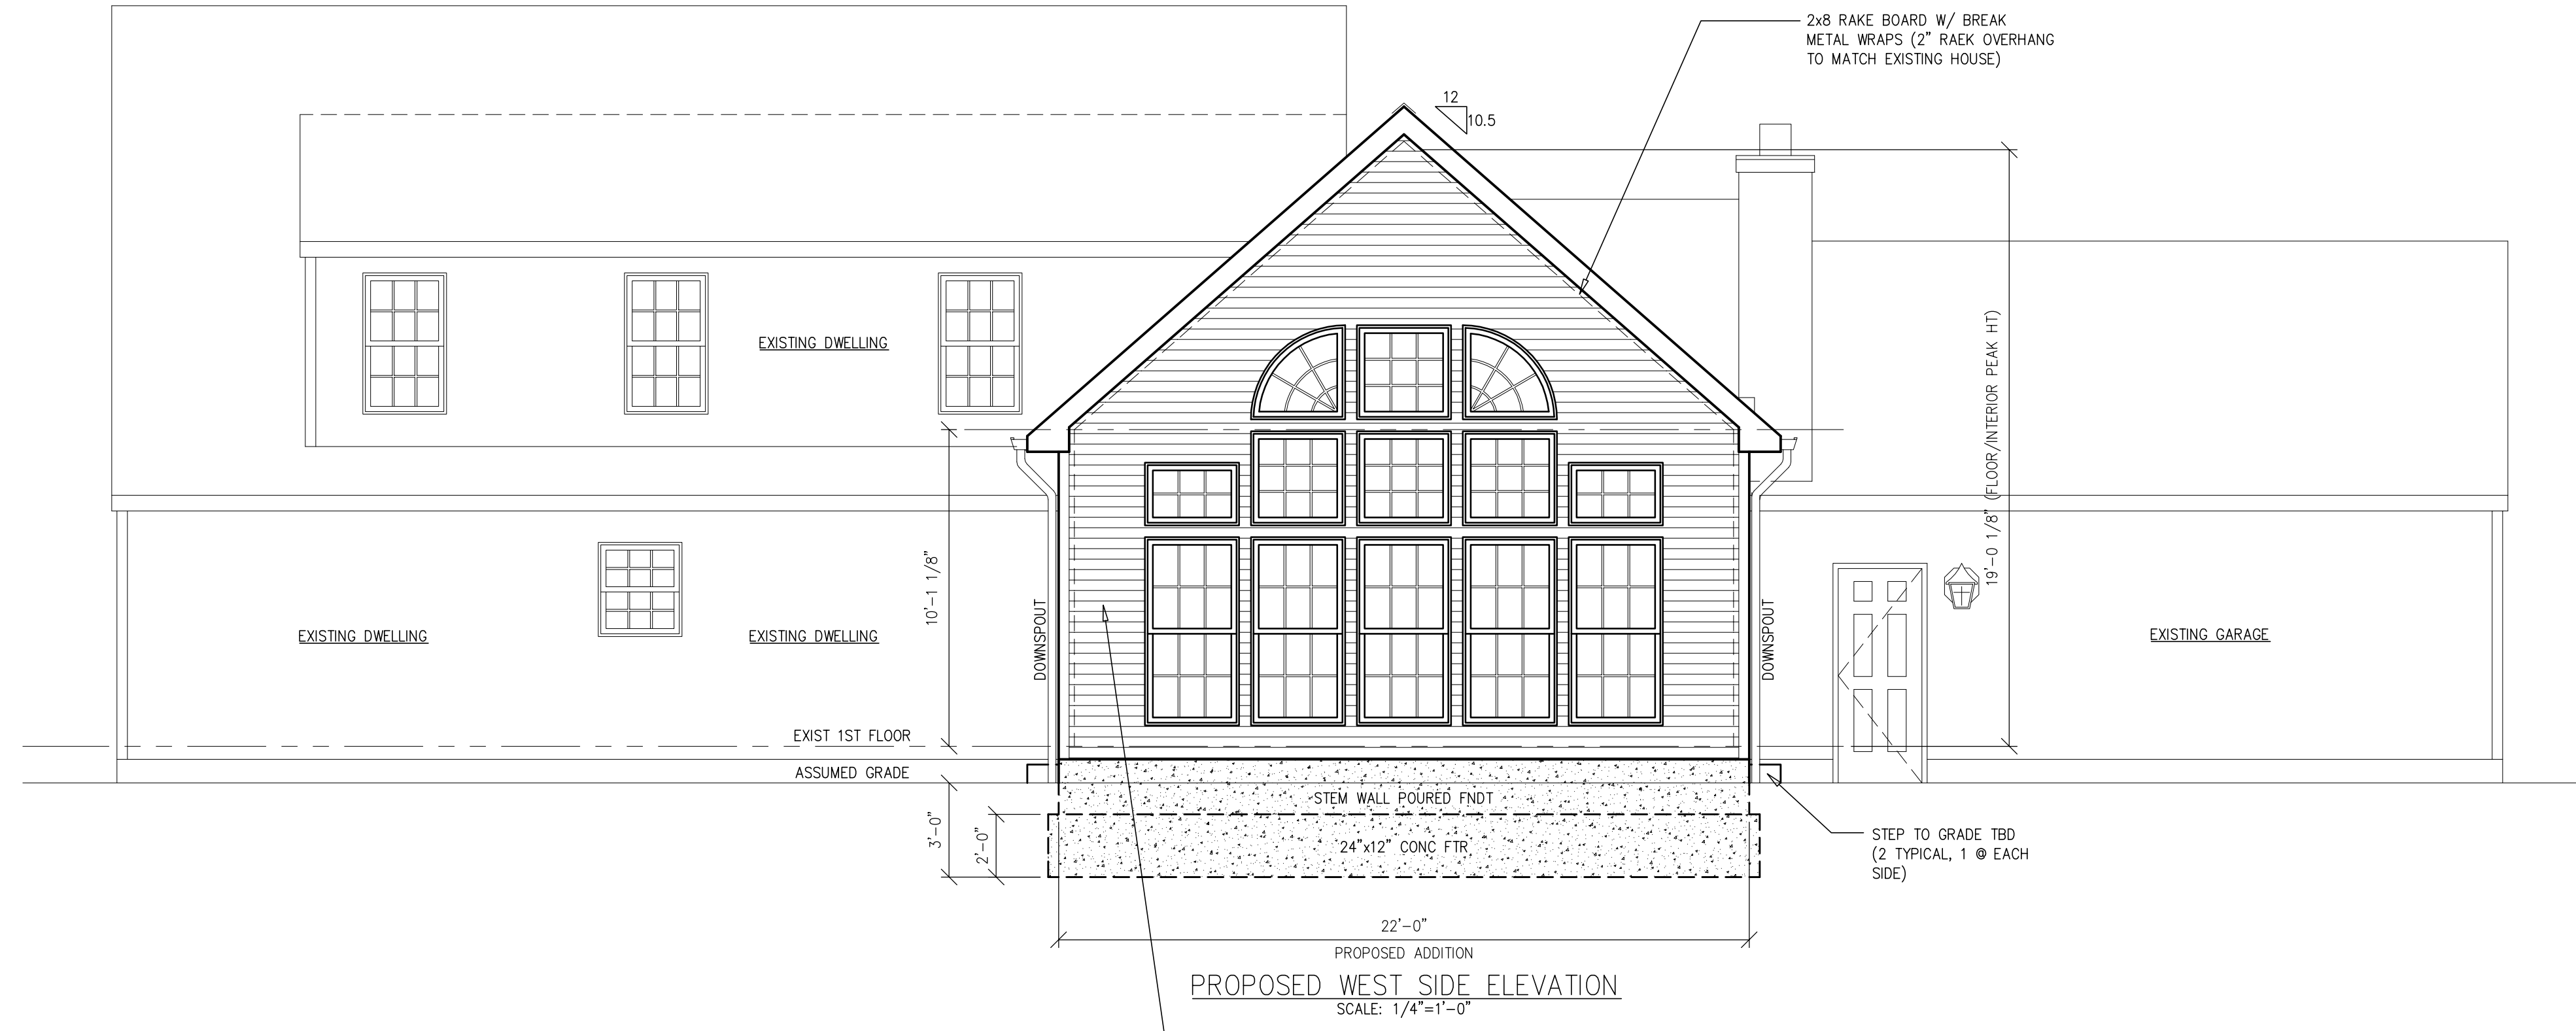 2x8 RAKE BOARD W/ BREAK
METAL WRAPS (2" RAEK OVERHANG
TO MATCH EXISTING HOUSE)
12
10.5
EXISTING DWELLING
19'-0 1/8" (FLOOR/INTERIOR PEAK HT)
10'-1 1/8"
DOWNSPOUT
DOWNSPOUT
EXISTING DWELLING
EXISTING DWELLING
EXISTING GARAGE
EXIST 1ST FLOOR
ASSUMED GRADE
3'-0"
2'-0"
STEM WALL POURED FNDT
24"x12" CONC FTR
STEP TO GRADE TBD
(2 TYPICAL, 1 @ EACH
SIDE)
22'-0"
PROPOSED ADDITION
PROPOSED WEST SIDE ELEVATION
SCALE: 1/4"=1'-0"